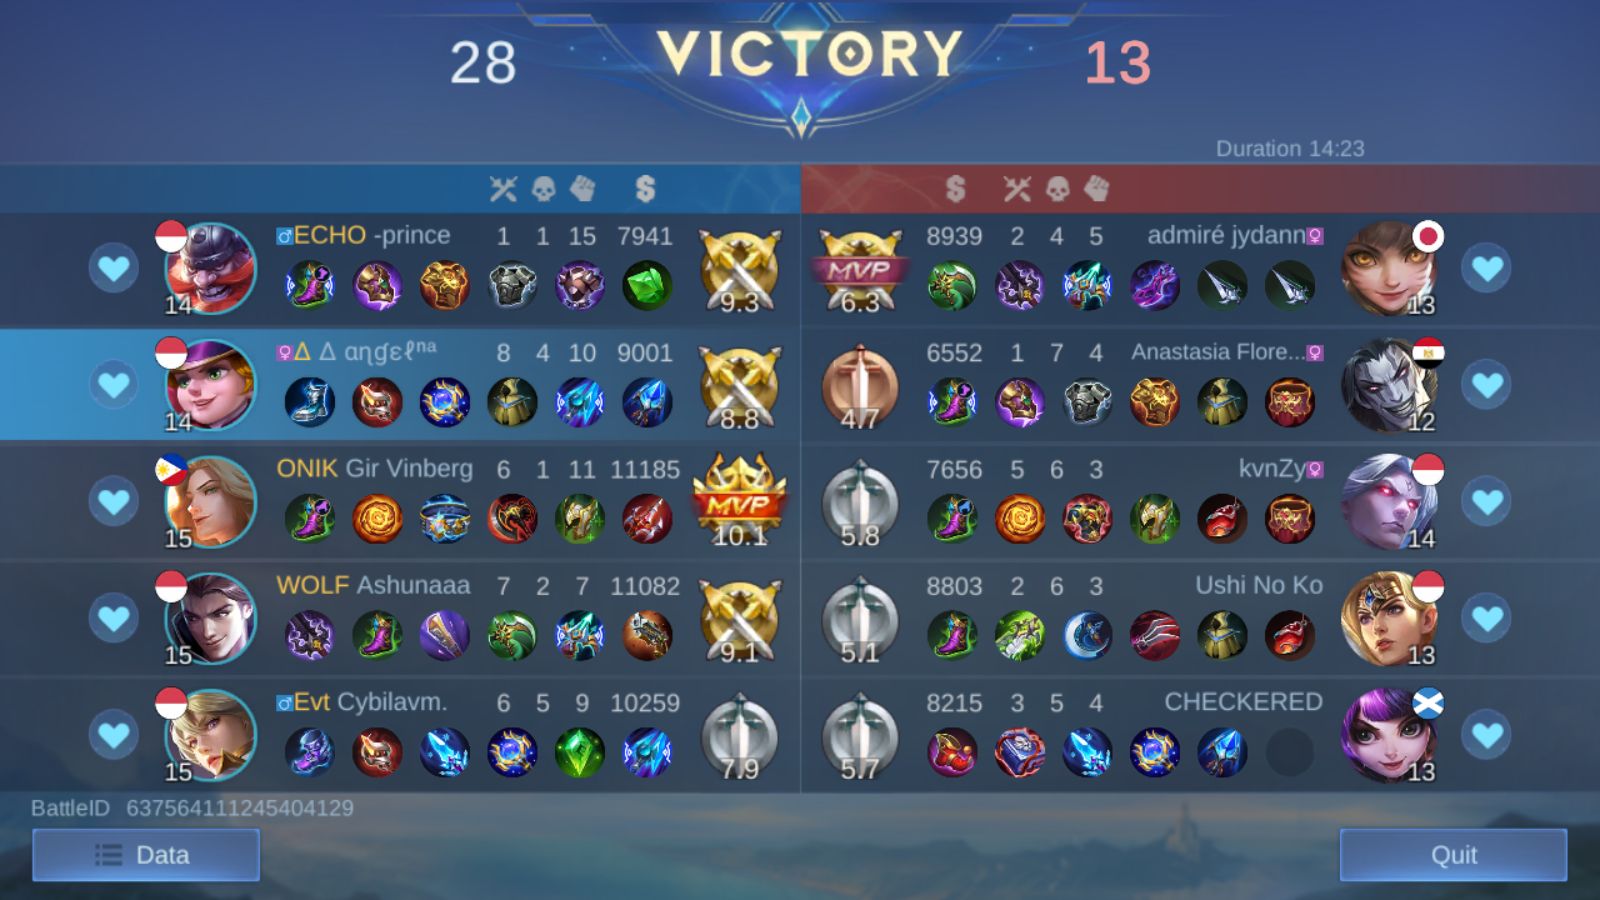 28 VICTORY 13
Duration 14:23
ECHO -prince 1 1 15 7941
14 9.3
MVP 8939 2 4 5 admiré jydann
6.3 13
Δ Δ αɳɠɛℓⁿᵃ 8 4 10 9001
14 8.8
6552 1 7 4 Anastasia Flore...
4.7 12
ONIK Gir Vinberg 6 1 11 11185 MVP
15 10.1
7656 5 6 3 kvnZy
5.8 14
WOLF Ashunaaa 7 2 7 11082
15 9.1
8803 2 6 3 Ushi No Ko
5.1 13
Evt Cybilavm. 6 5 9 10259
15 7.9
8215 3 5 4 CHECKERED
5.7 13
BattleID 637564111245404129
Data
Quit